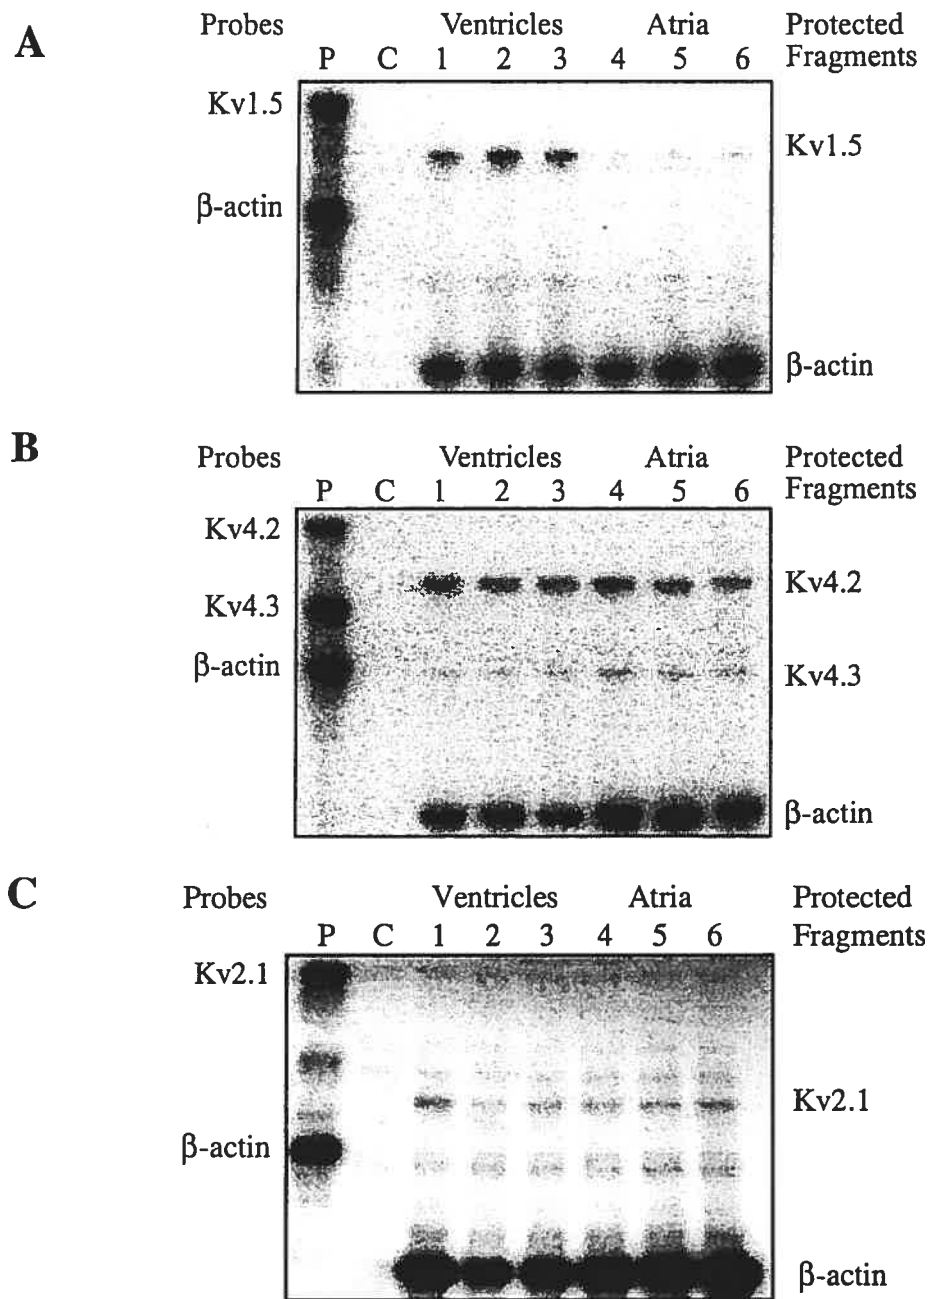 A
Probes Ventricles Atria Protected
P C 1 2 3 4 5 6 Fragments
Kv1.5
Kv1.5
β-actin
β-actin
B
Probes Ventricles Atria Protected
P C 1 2 3 4 5 6 Fragments
Kv4.2
Kv4.2
Kv4.3
β-actin
Kv4.3
β-actin
C
Probes Ventricles Atria Protected
P C 1 2 3 4 5 6 Fragments
Kv2.1
Kv2.1
β-actin
β-actin